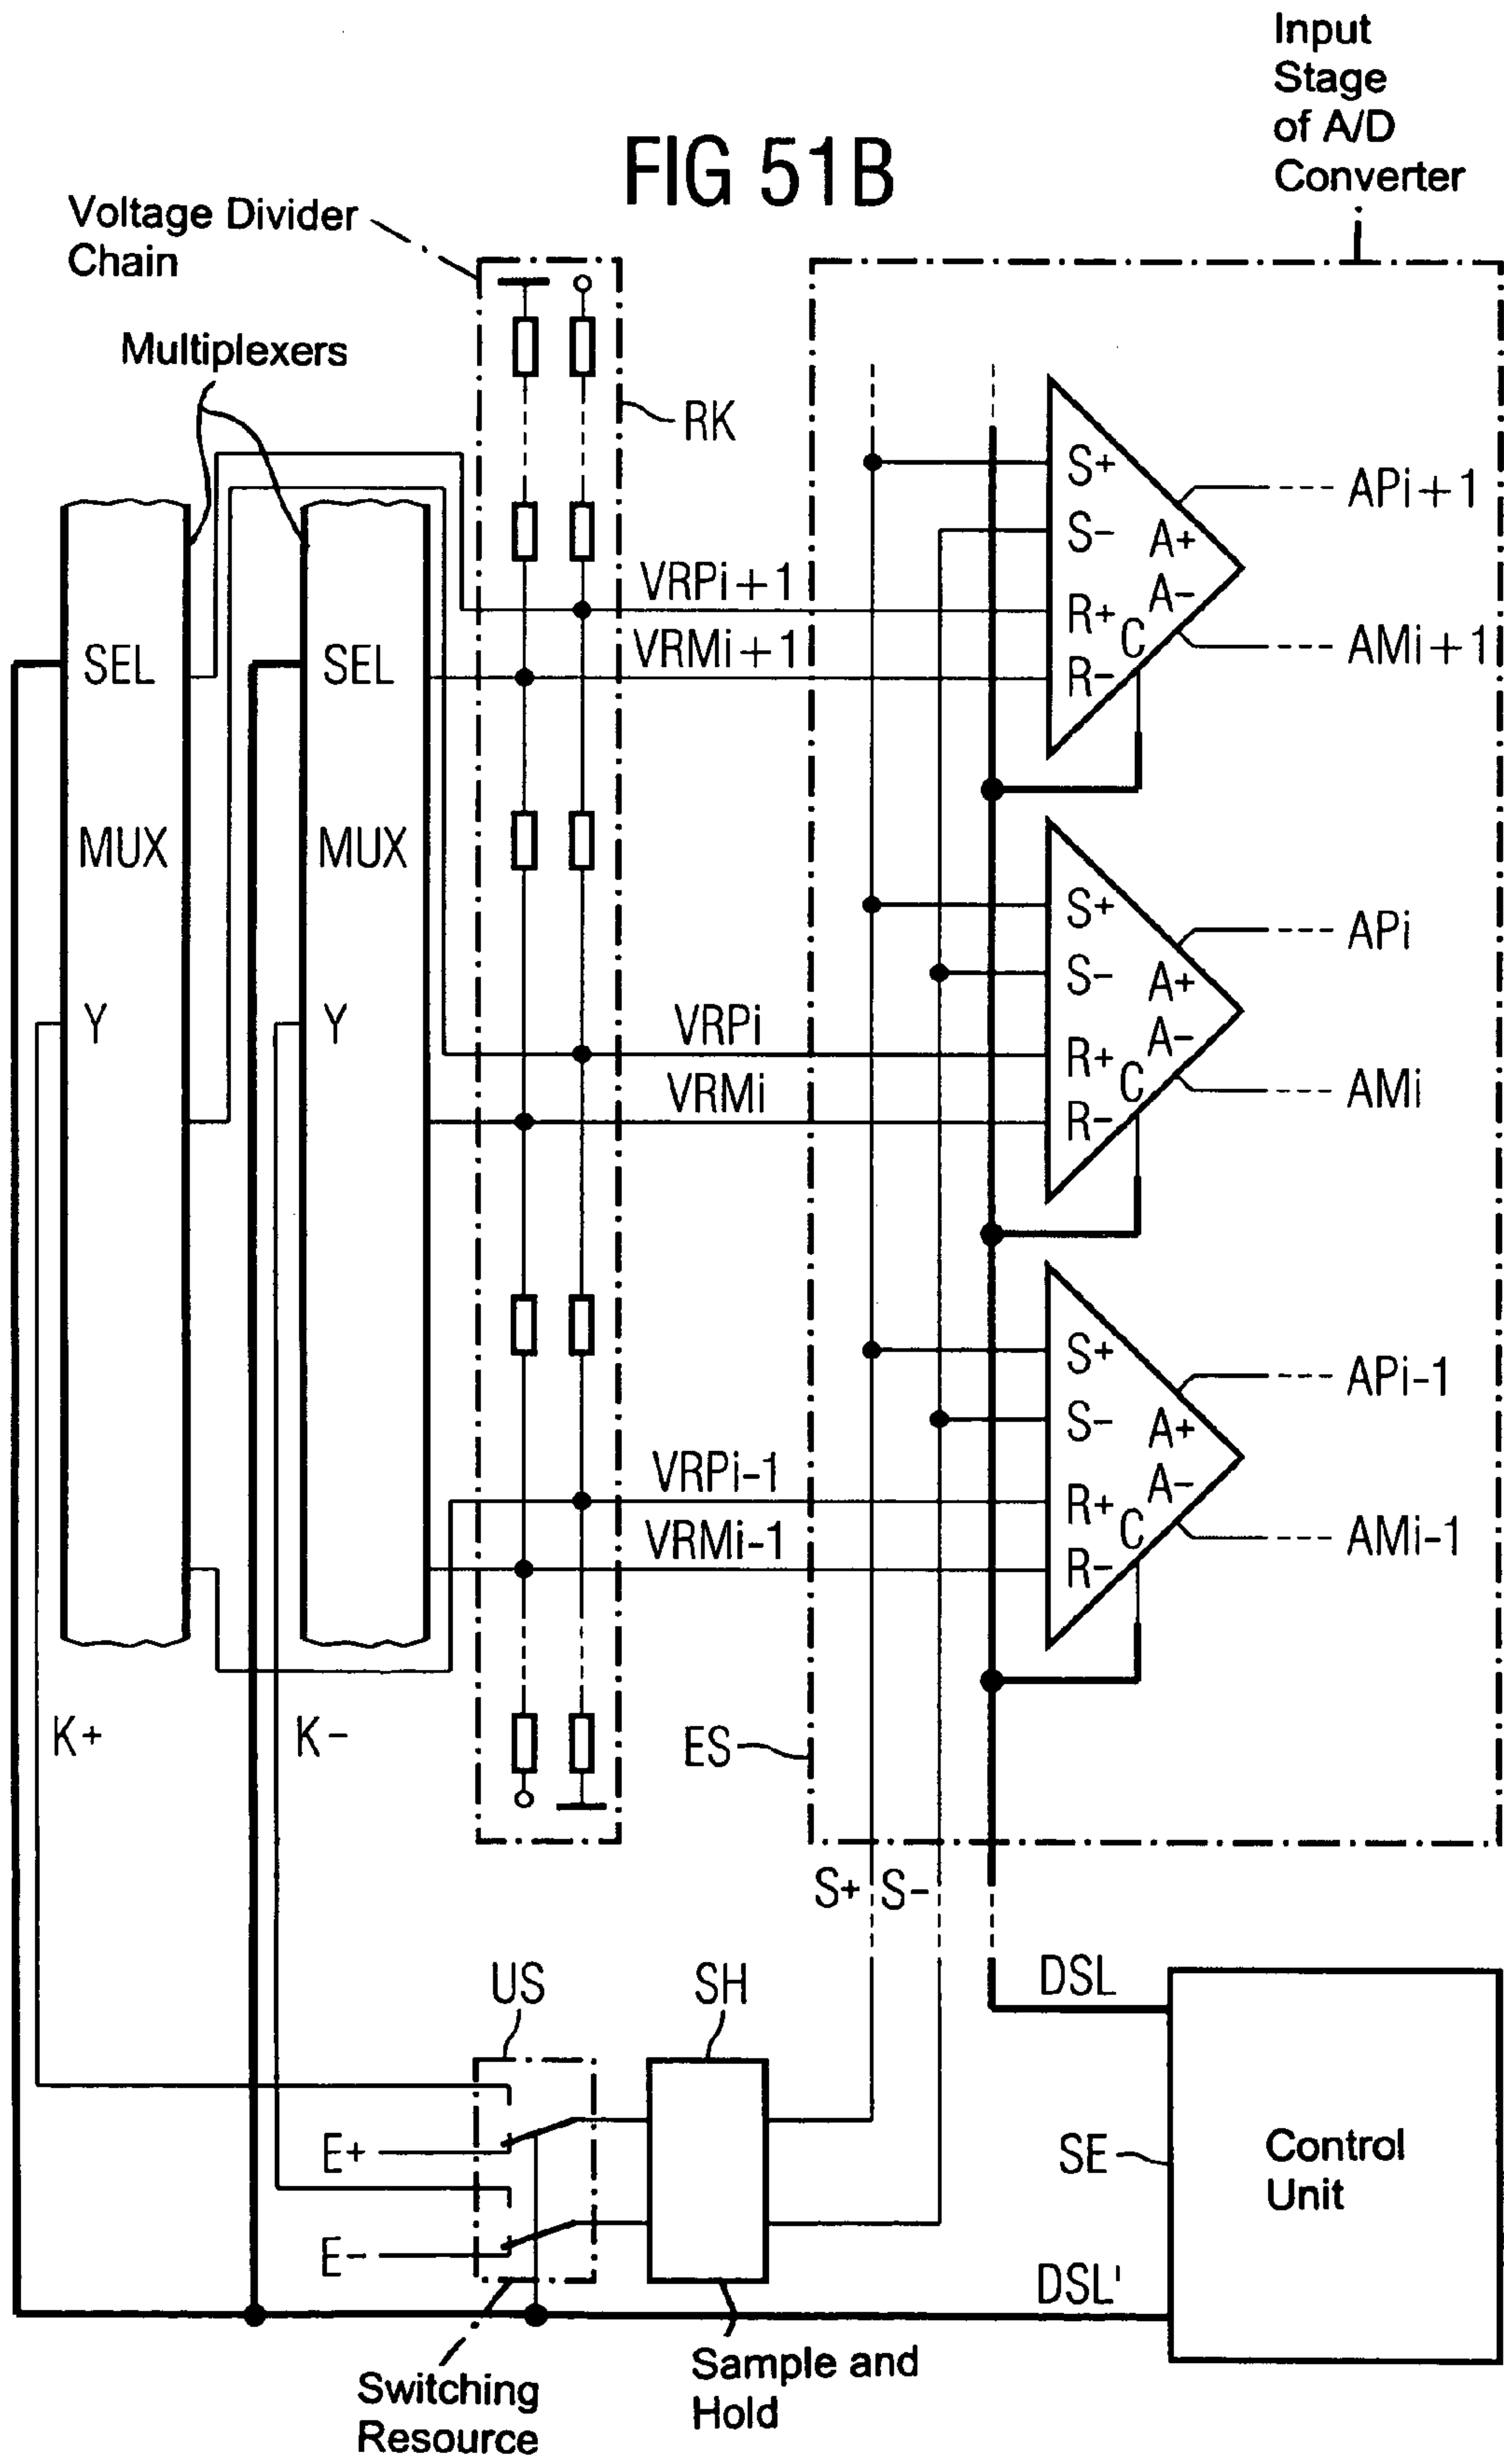 Input
Stage
of A/D
Converter
FIG 51B
Voltage Divider
Chain
Multiplexers
RK
S+
S-
A+
A-
R+
C
R-
APi+1
AMi+1
VRPi+1
VRMi+1
SEL
SEL
MUX
MUX
Y
Y
S+
S-
A+
A-
R+
C
R-
APi
AMi
VRPi
VRMi
S+
S-
A+
A-
R+
C
R-
APi-1
AMi-1
VRPi-1
VRMi-1
K+
K-
ES
S+
S-
US
SH
DSL
E+
E-
SE
Control
Unit
DSL'
Switching
Resource
Sample and
Hold